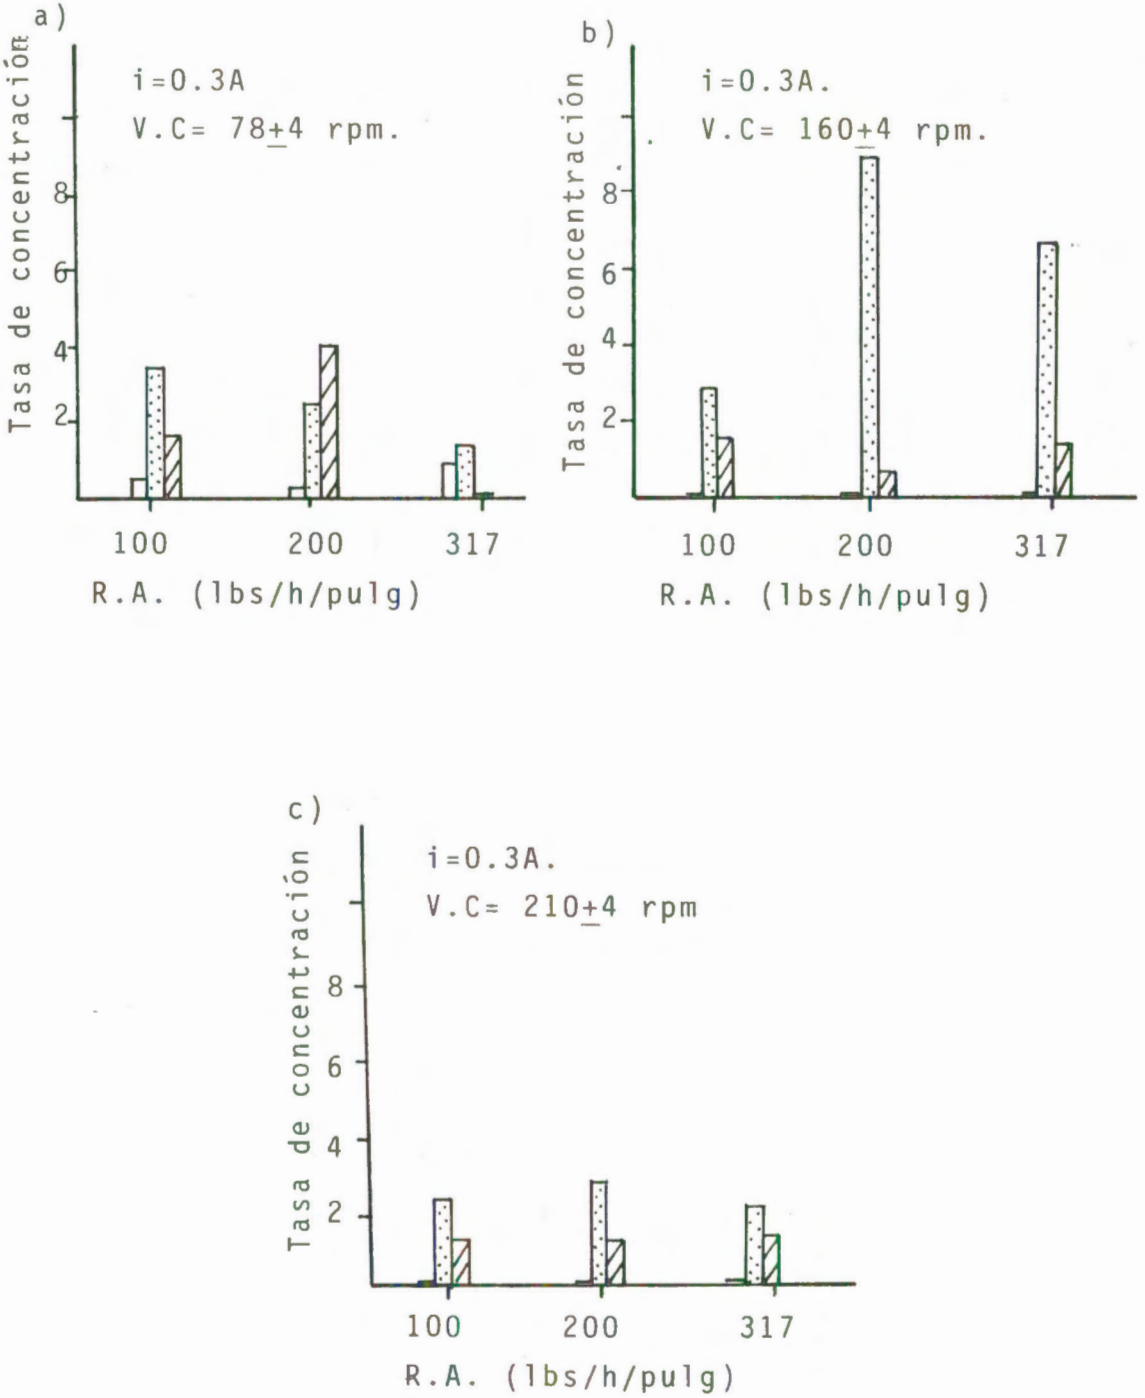 a)
Tasa de concentración
i=0.3A
V.C= 78±4 rpm.
8
6
4
2
100 200 317
R.A. (lbs/h/pulg)
b)
Tasa de concentración
i=0.3A.
V.C= 160±4 rpm.
8
6
4
2
100 200 317
R.A. (lbs/h/pulg)
c)
Tasa de concentración
i=0.3A.
V.C= 210±4 rpm
8
6
4
2
100 200 317
R.A. (lbs/h/pulg)